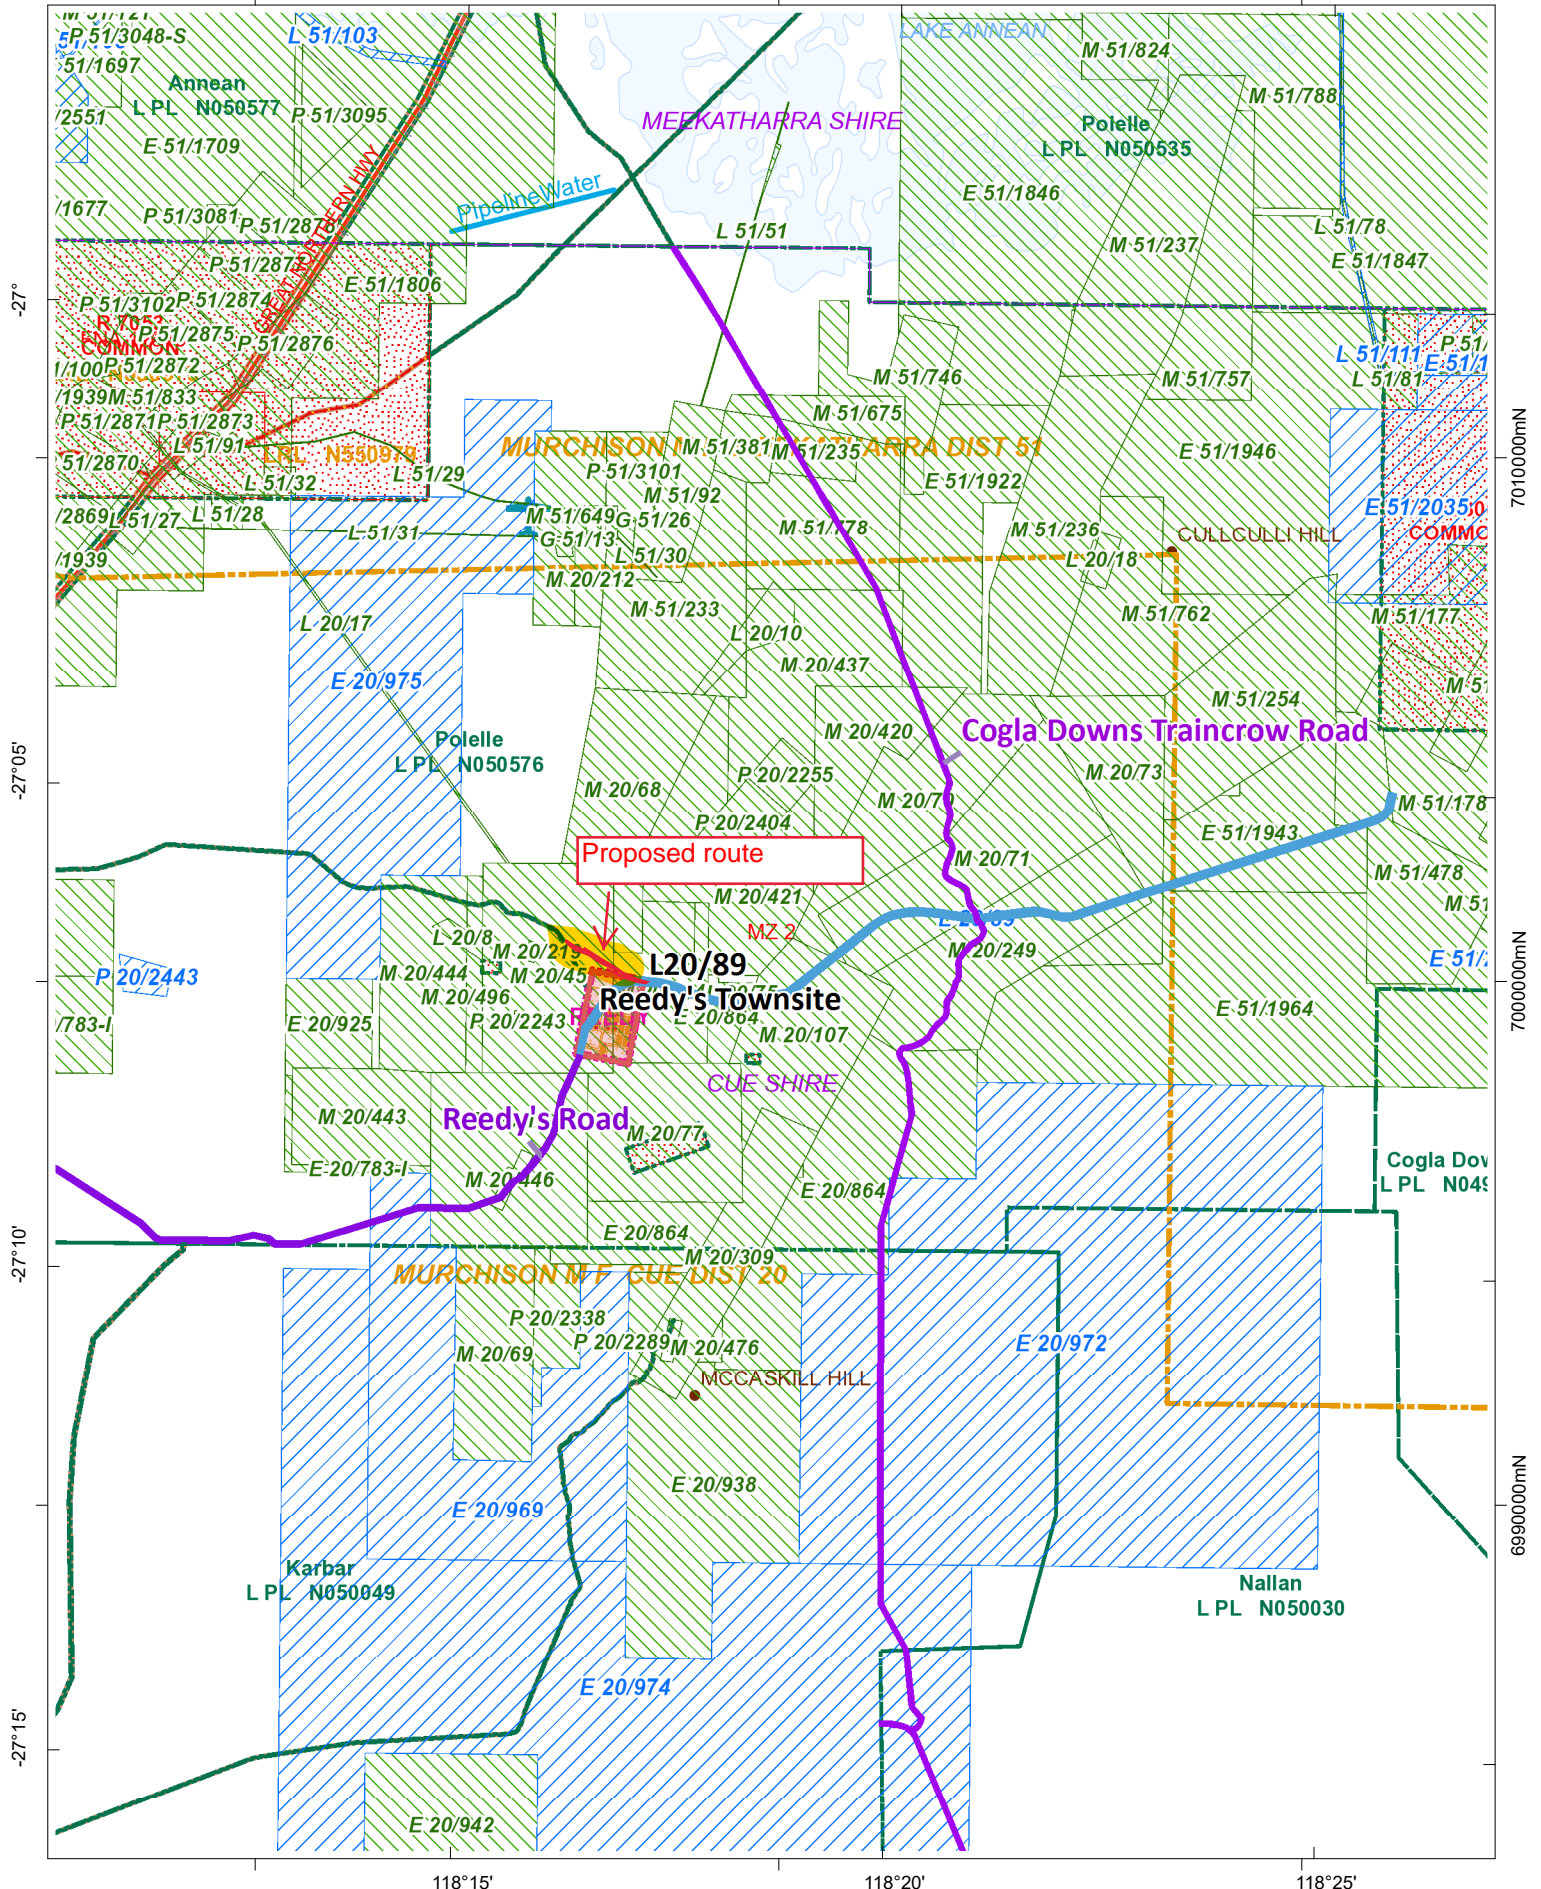 P 51/3048-S
51/1697
L 51/103
LAKE ANNEAN
M 51/824
Annean
L PL N050577
/2551
P 51/3095
M 51/788
MEEKATHARRA SHIRE
Polelle
L PL N050535
E 51/1709
PipelineWater
E 51/1846
/1677
P 51/3081
GREAT NORTHERN HWY
L 51/51
L 51/78
M 51/237
E 51/1847
E 51/1806
-27°
P 51/3102
P 51/2874
COMMON
P 51/2875
P 51/2876
L 51/111
P 51/2872
M 51/746
M 51/757
L 51/81
/1939
M 51/833
P 51/2871
P 51/2873
M 51/675
L 51/91
LRL N550979
M 51/381
M 51/235
E 51/1946
7010000mN
51/2870
P 51/3101
L 51/29
L 51/32
M 51/92
E 51/1922
/2869
L 51/27
L 51/28
L 51/31
M 51/649
G 51/26
G 51/13
M 51/778
M 51/236
E 51/2035
CULLCULLI HILL
/1939
L 51/30
L 20/18
M 20/212
M 51/233
M 51/762
M 51/177
L 20/17
L 20/10
M 20/437
E 20/975
M 51/254
M 20/420
Cogla Downs Traincrow Road
Polelle
L PL N050576
-27°05'
P 20/2255
M 20/73
M 20/68
M 20/70
M 51/178
P 20/2404
E 51/1943
Proposed route
M 20/71
M 51/478
M 20/421
MZ 2
L 20/8
M 20/219
M 20/249
L20/89
P 20/2443
M 20/444
M 20/45
M 20/496
Reedy's Townsite
E 51/1964
7000000mN
/783-I
E 20/925
P 20/2243
E 20/864
M 20/107
CUE SHIRE
M 20/443
Reedy's Road
M 20/77
E 20/783-I
M 20/446
E 20/864
Cogla Dow
L PL N049
-27°10'
E 20/864
M 20/309
MURCHISON M F CUE DIST 20
P 20/2338
P 20/2289
M 20/476
M 20/69
E 20/972
MCCASKILL HILL
E 20/938
E 20/969
6990000mN
Karbar
L PL N050049
Nallan
L PL N050030
E 20/974
-27°15'
E 20/942
118°15'
118°20'
118°25'